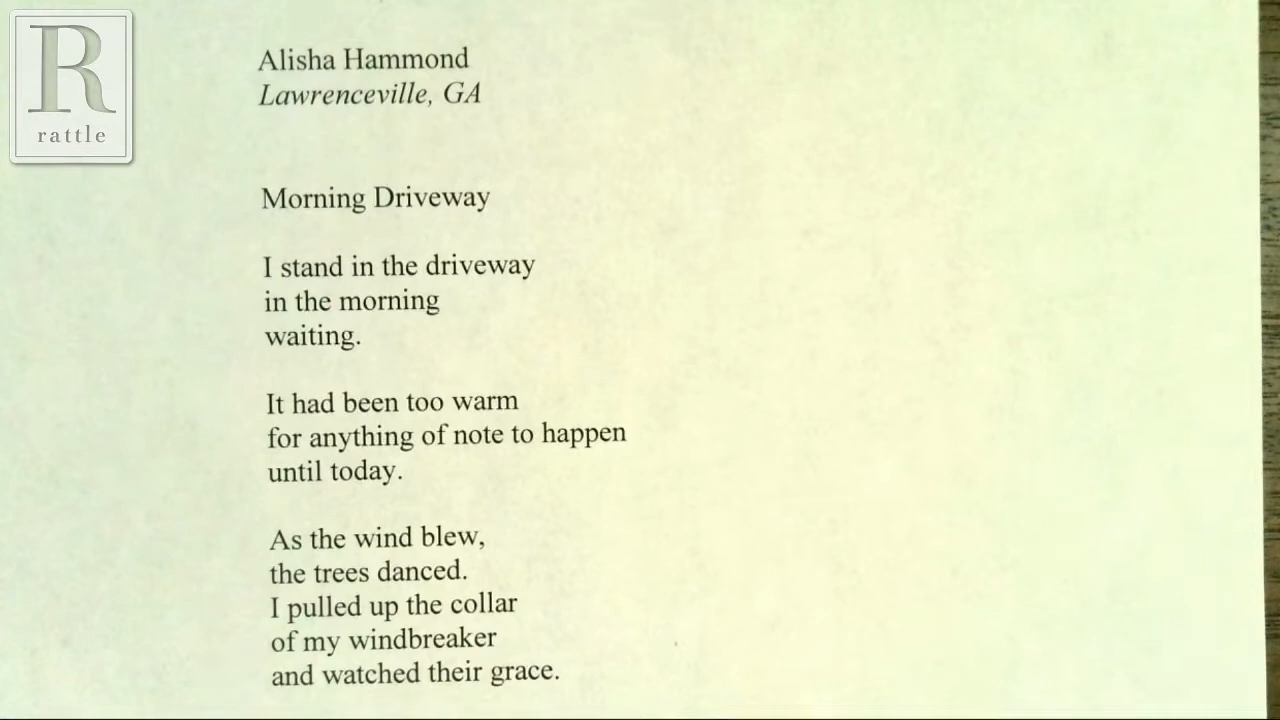 R
rattle
Alisha Hammond
Lawrenceville, GA
Morning Driveway
I stand in the driveway
in the morning
waiting.
It had been too warm
for anything of note to happen
until today.
As the wind blew,
the trees danced.
I pulled up the collar
of my windbreaker
and watched their grace.